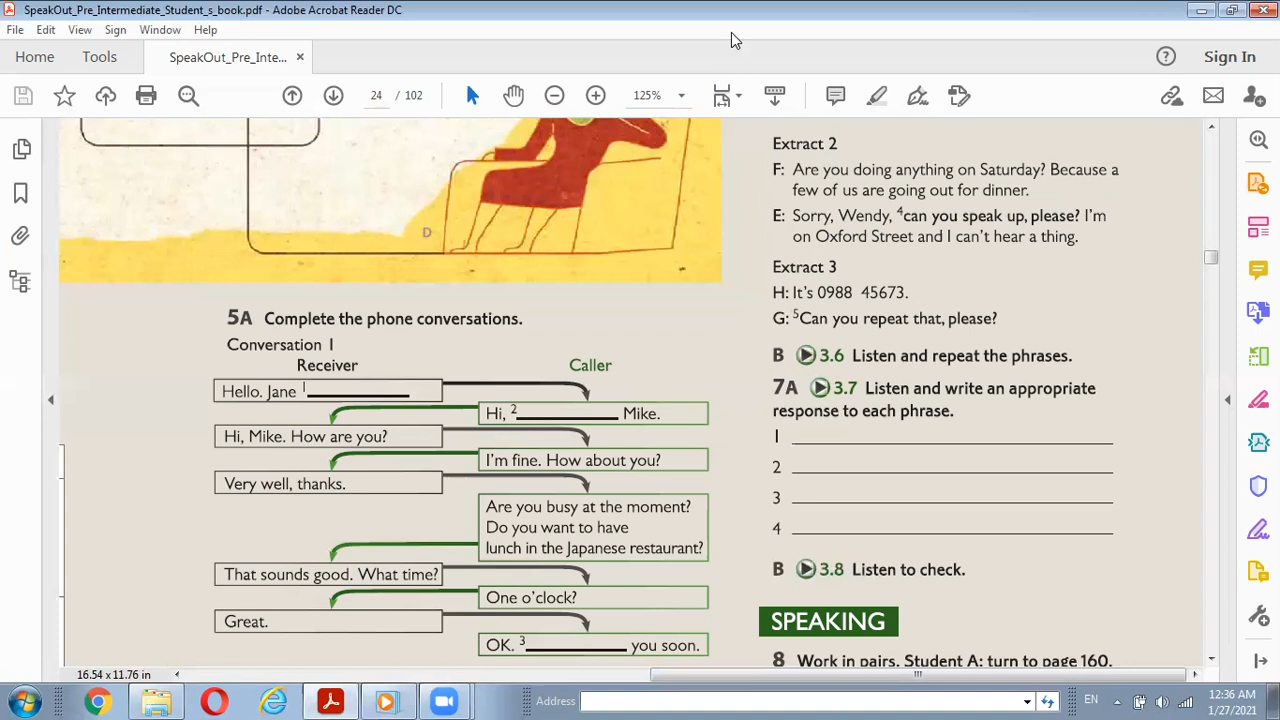 SpeakOut_Pre_Intermediate_Student_s_book.pdf - Adobe Acrobat Reader DC
File Edit View Sign Window Help
Home Tools SpeakOut_Pre_Inte... ×
Sign In
24 / 102
125%
D
5A Complete the phone conversations.
Conversation 1
Receiver
Caller
Hello. Jane 1__________
Hi, 2__________ Mike.
Hi, Mike. How are you?
I'm fine. How about you?
Very well, thanks.
Are you busy at the moment?
Do you want to have
lunch in the Japanese restaurant?
That sounds good. What time?
One o'clock?
Great.
OK. 3__________ you soon.
Extract 2
F: Are you doing anything on Saturday? Because a
few of us are going out for dinner.
E: Sorry, Wendy, 4can you speak up, please? I'm
on Oxford Street and I can't hear a thing.
Extract 3
H: It's 0988 45673.
G: 5Can you repeat that, please?
B 3.6 Listen and repeat the phrases.
7A 3.7 Listen and write an appropriate
response to each phrase.
1
2
3
4
B 3.8 Listen to check.
SPEAKING
8 Work in pairs. Student A: turn to page 160.
16.54 x 11.76 in
Address
EN
12:36 AM
1/27/2021